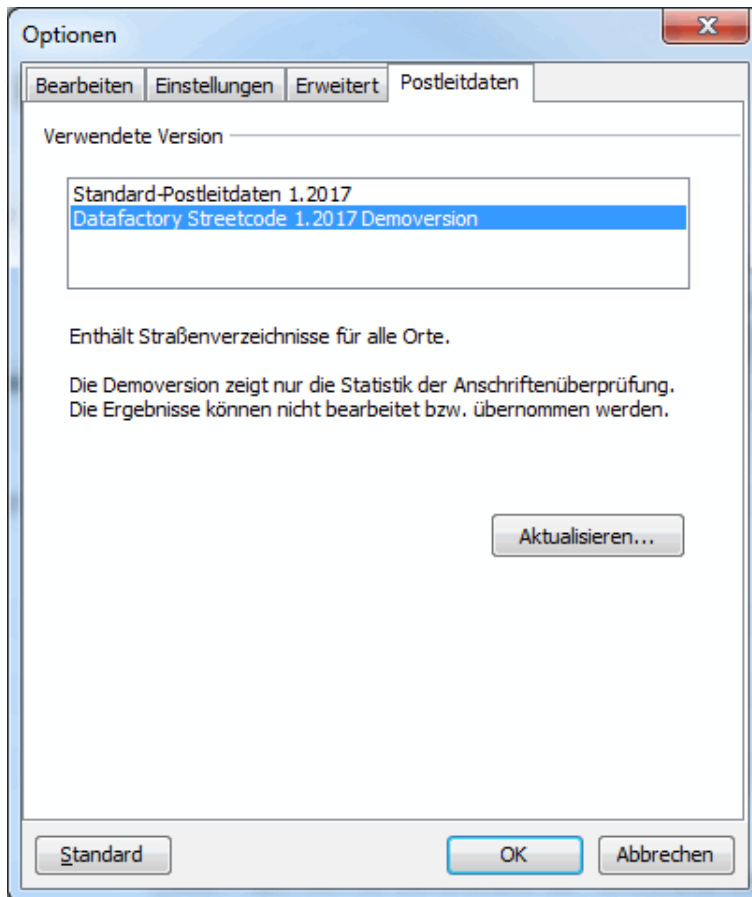 Optionen
Bearbeiten Einstellungen Erweitert Postleitdaten
Verwendete Version
Standard-Postleitdaten 1.2017
Datafactory Streetcode 1.2017 Demoversion
Enthält Straßenverzeichnisse für alle Orte.
Die Demoversion zeigt nur die Statistik der Anschriftenüberprüfung.
Die Ergebnisse können nicht bearbeitet bzw. übernommen werden.
Aktualisieren...
Standard OK Abbrechen